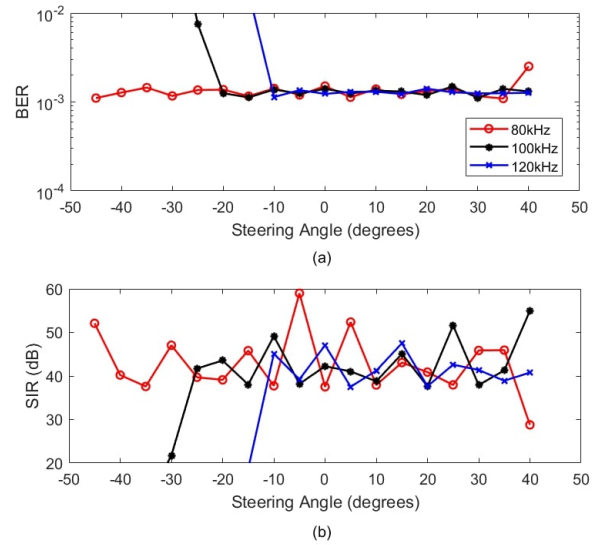 10^-2
BER
10^-3
10^-4
80kHz
100kHz
120kHz
-50 -40 -30 -20 -10 0 10 20 30 40 50
Steering Angle (degrees)
(a)
60
50
SIR (dB)
40
30
20
-50 -40 -30 -20 -10 0 10 20 30 40 50
Steering Angle (degrees)
(b)